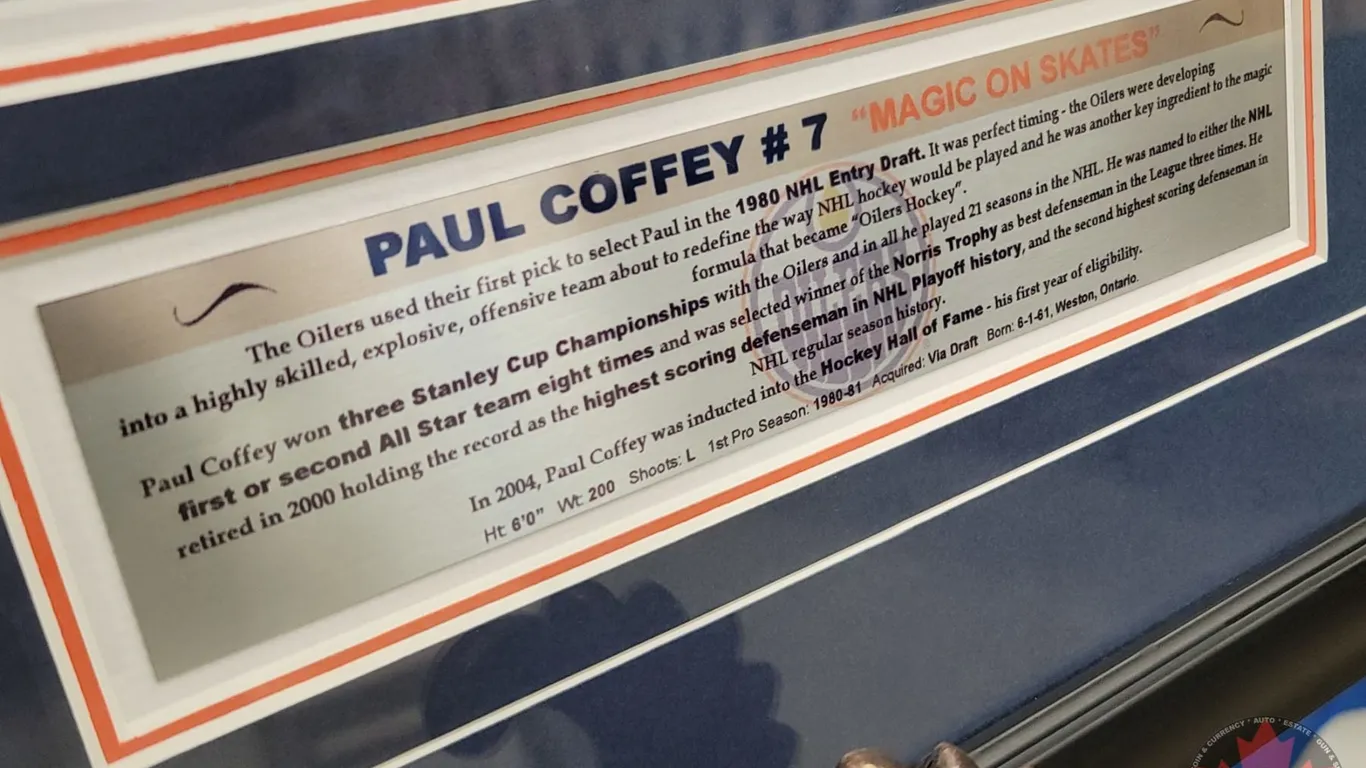 PAUL COFFEY # 7 "MAGIC ON SKATES"
The Oilers used their first pick to select Paul in the 1980 NHL Entry Draft. It was perfect timing - the Oilers were developing
into a highly skilled, explosive, offensive team about to redefine the way NHL hockey would be played and he was another key ingredient to the magic
formula that became "Oilers Hockey".
Paul Coffey won three Stanley Cup Championships with the Oilers and in all he played 21 seasons in the NHL. He was named to either the NHL
first or second All Star team eight times and was selected winner of the Norris Trophy as best defenseman in the League three times. He
retired in 2000 holding the record as the highest scoring defenseman in NHL Playoff history, and the second highest scoring defenseman in
NHL regular season history.
In 2004, Paul Coffey was inducted into the Hockey Hall of Fame - his first year of eligibility.
Ht: 6'0" Wt: 200 Shoots: L 1st Pro Season: 1980-81 Acquired: Via Draft Born: 6-1-61, Weston, Ontario.
OILERS
COIN & CURRENCY • AUTO • ESTATE • GUN &